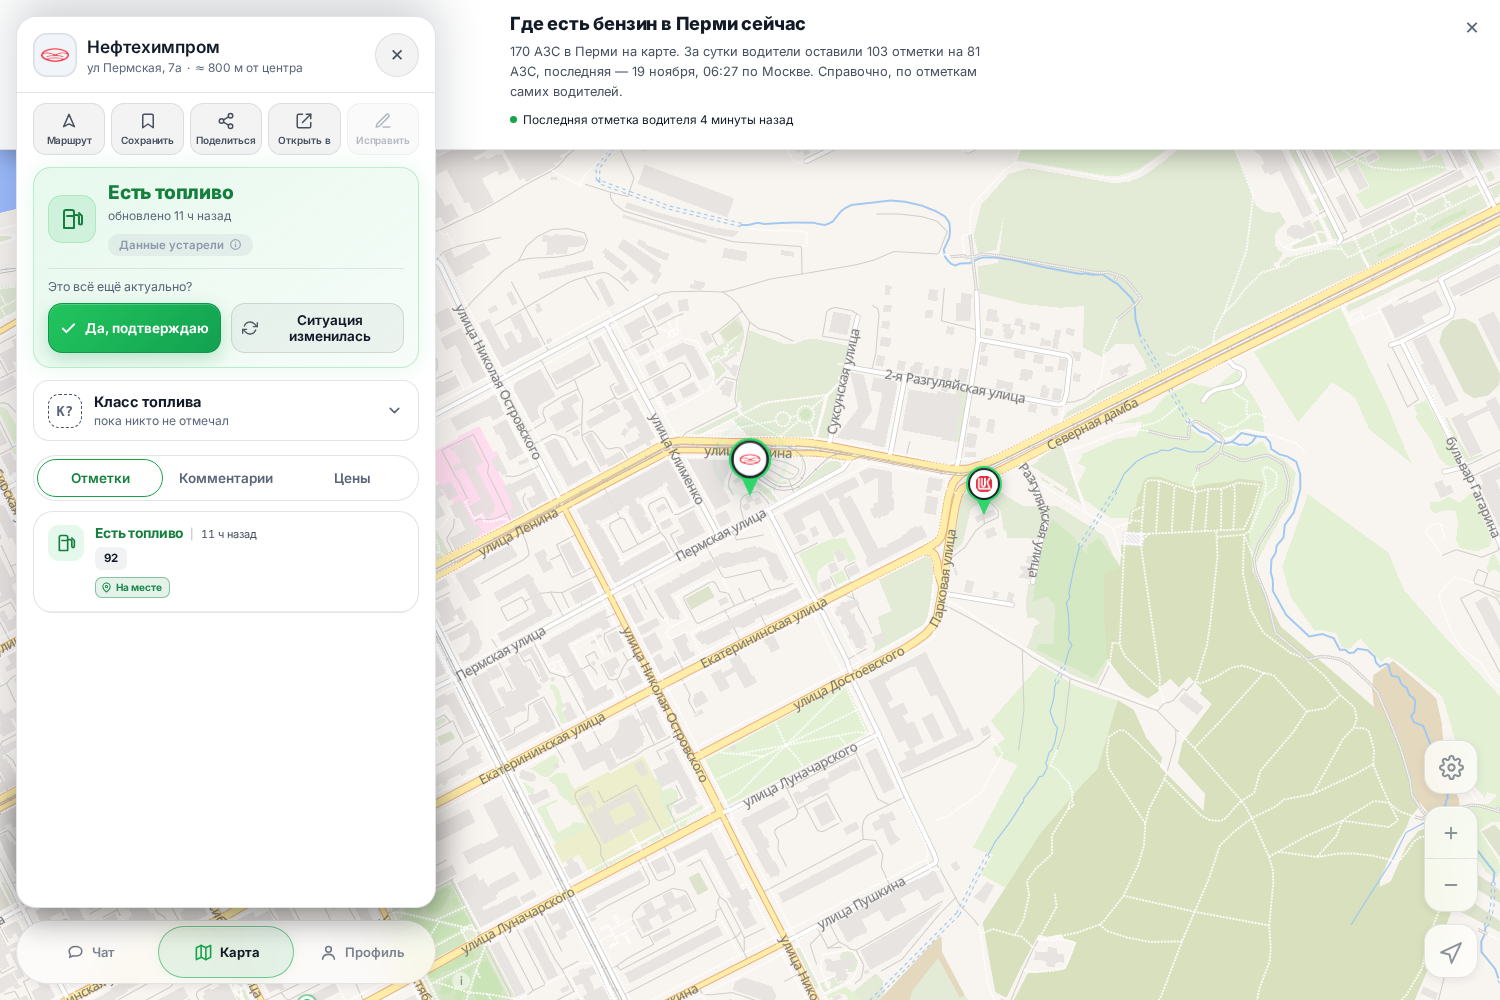 Нефтехимпром
ул Пермская, 7а · ≈ 800 м от центра
Маршрут
Сохранить
Поделиться
Открыть в
Исправить
Есть топливо
обновлено 11 ч назад
Данные устарели
Это всё ещё актуально?
Да, подтверждаю
Ситуация
изменилась
К?
Класс топлива
пока никто не отмечал
Отметки
Комментарии
Цены
Есть топливо | 11 ч назад
92
На месте
Чат
Карта
Профиль
Где есть бензин в Перми сейчас
170 АЗС в Перми на карте. За сутки водители оставили 103 отметки на 81
АЗС, последняя — 19 ноября, 06:27 по Москве. Справочно, по отметкам
самих водителей.
Последняя отметка водителя 4 минуты назад
улица Николая Островского
улица Клименко
Суксунская улица
2-я Разгуляйская улица
Северная дамба
Разгуляйская улица
бульвар Гагарина
улица Ленина
Пермская улица
Парковая улица
Пермская улица
Екатерининская улица
улица Николая Островского
улица Достоевского
Екатерининская улица
улица Луначарского
улица Луначарского
улица Пушкина